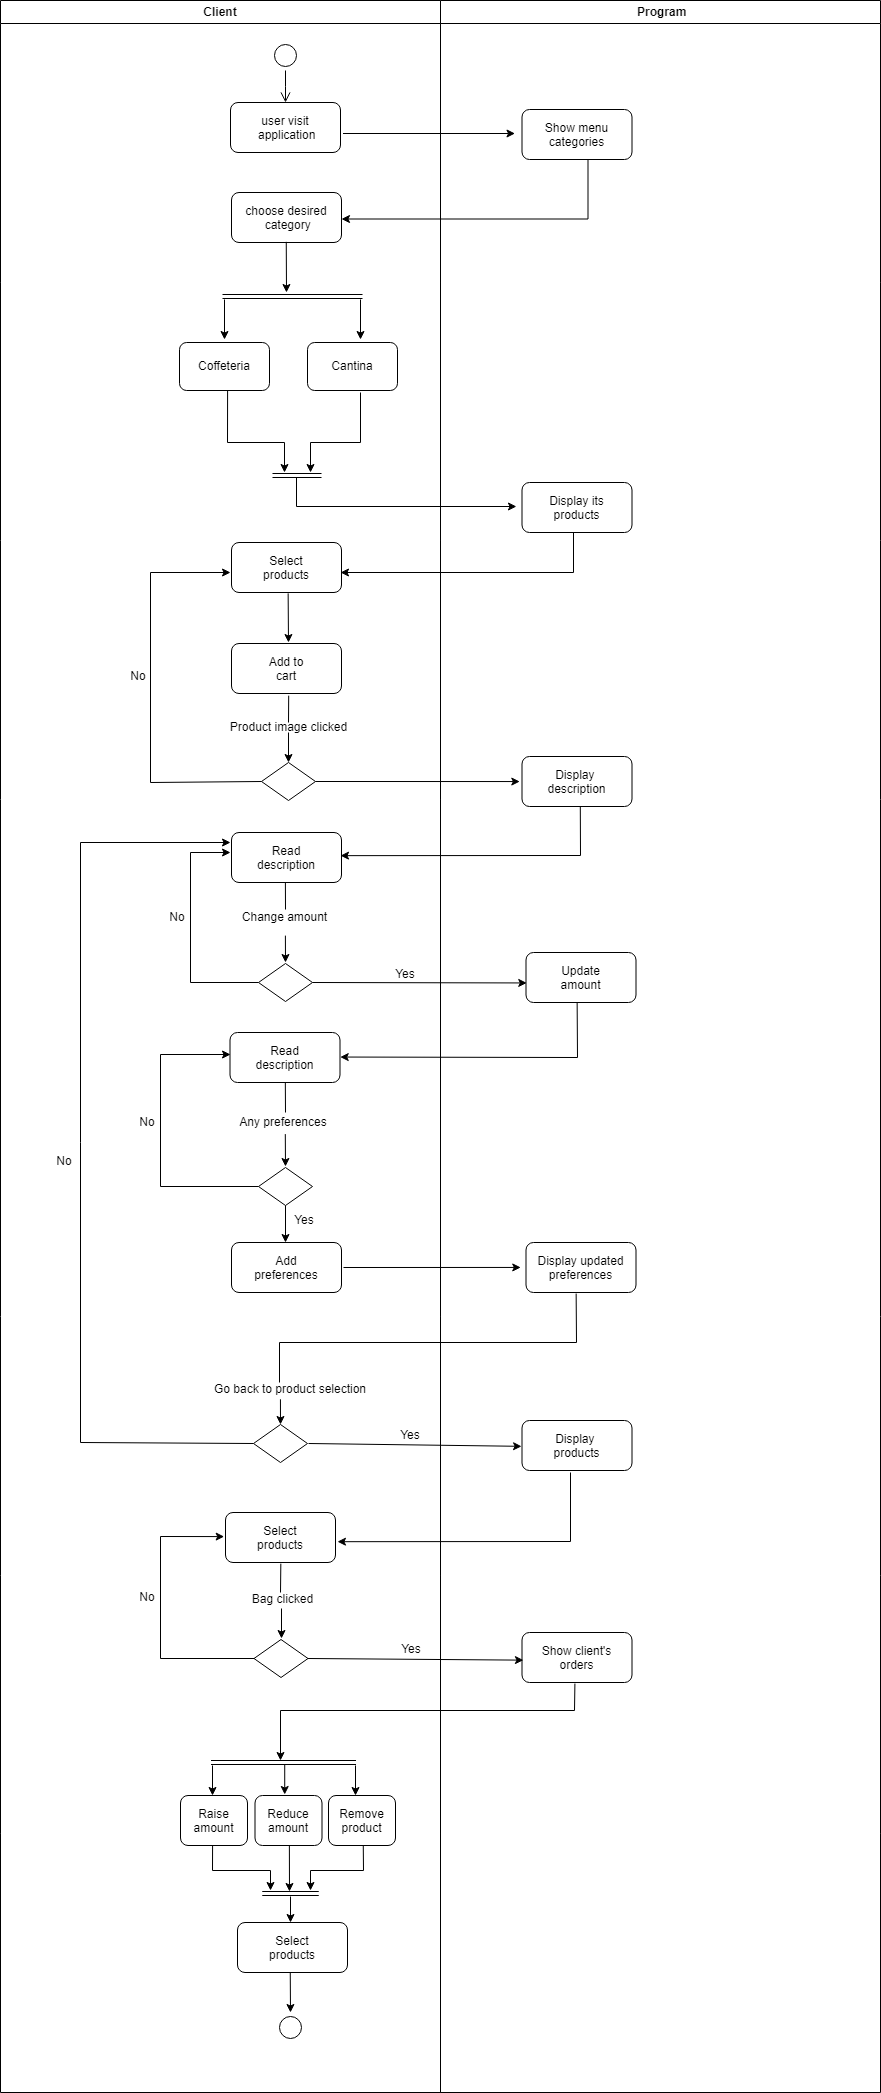 Client
Program
user visit
application
Show menu
categories
choose desired
category
Coffeteria
Cantina
Display its
products
Select
products
Add to
cart
No
Product image clicked
Display
description
Read
description
No
Change amount
Yes
Update
amount
Read
description
No
Any preferences
No
Yes
Add
preferences
Display updated
preferences
Go back to product selection
Yes
Display
products
Select
products
No
Bag clicked
Yes
Show client's
orders
Raise
amount
Reduce
amount
Remove
product
Select
products